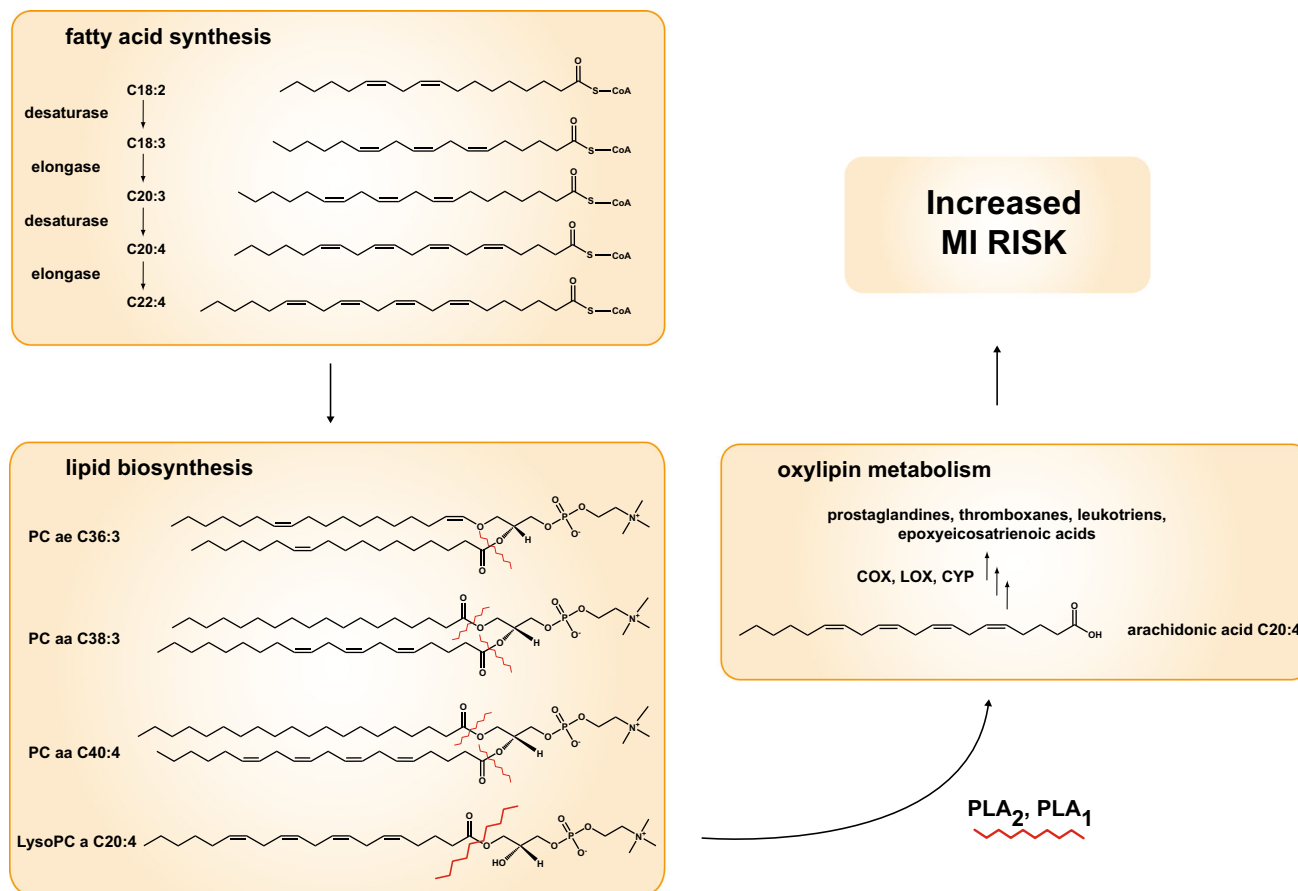 fatty acid synthesis
C18:2
desaturase
C18:3
elongase
C20:3
desaturase
C20:4
elongase
C22:4
O
S—CoA
O
S—CoA
O
S—CoA
O
S—CoA
O
S—CoA
Increased
MI RISK
lipid biosynthesis
PC ae C36:3
O
O
H
O
O
P
O
O-
N+
PC aa C38:3
O
O
O
O
H
O
O
P
O
O-
N+
PC aa C40:4
O
O
O
O
H
O
O
P
O
O-
N+
LysoPC a C20:4
O
O
HO
H
O
O
P
O
O-
N+
oxylipin metabolism
prostaglandines, thromboxanes, leukotriens,
epoxyeicosatrienoic acids
COX, LOX, CYP
O
OH
arachidonic acid C20:4
PLA2, PLA1